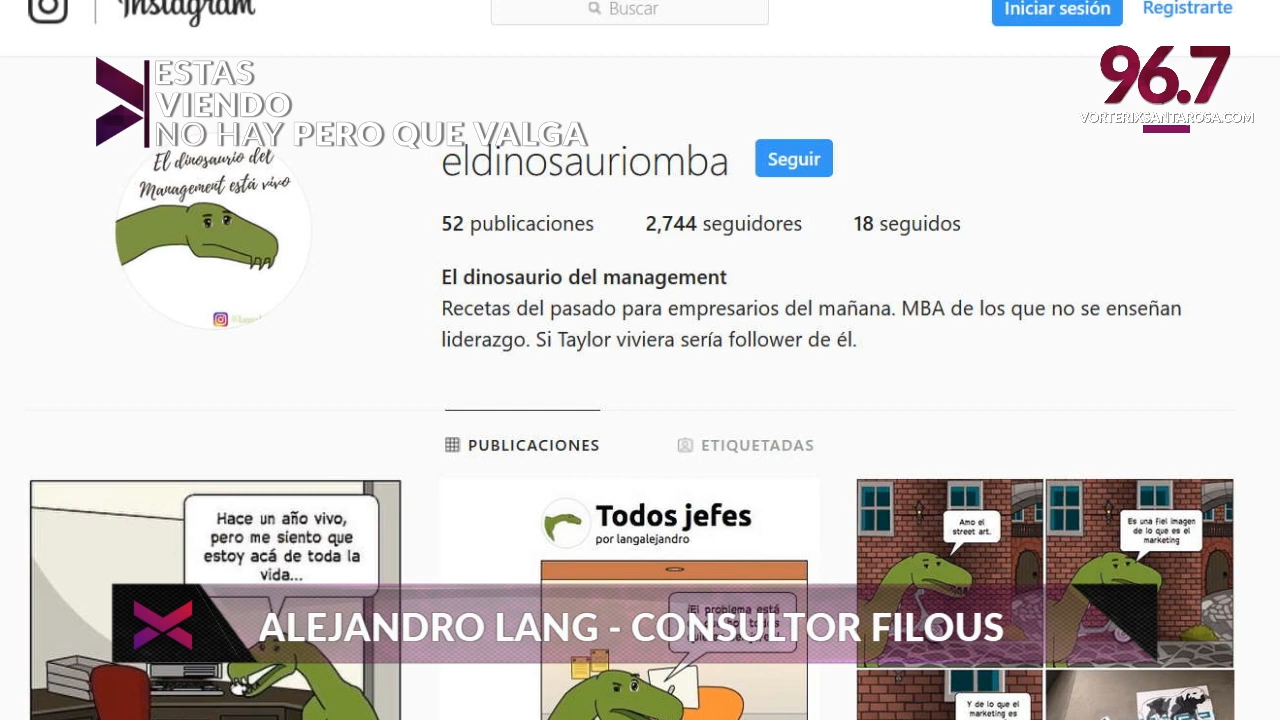 Instagram
Buscar
Iniciar sesión
Registrarte
ESTAS
VIENDO
NO HAY PERO QUE VALGA
96.7
VORTERIXSANTAROSA.COM
El dinosaurio del
Management está vivo
eldinosauriomba
Seguir
52 publicaciones
2,744 seguidores
18 seguidos
El dinosaurio del management
Recetas del pasado para empresarios del mañana. MBA de los que no se enseñan
liderazgo. Si Taylor viviera sería follower de él.
PUBLICACIONES
ETIQUETADAS
Hace un año vivo,
pero me siento que
estoy acá de toda la
vida...
Todos jefes
por langalejandro
¡El problema está
Amo el
street art.
Es una fiel imagen
de lo que es el
marketing
ALEJANDRO LANG - CONSULTOR FILOUS
Y de lo que el
marketing es